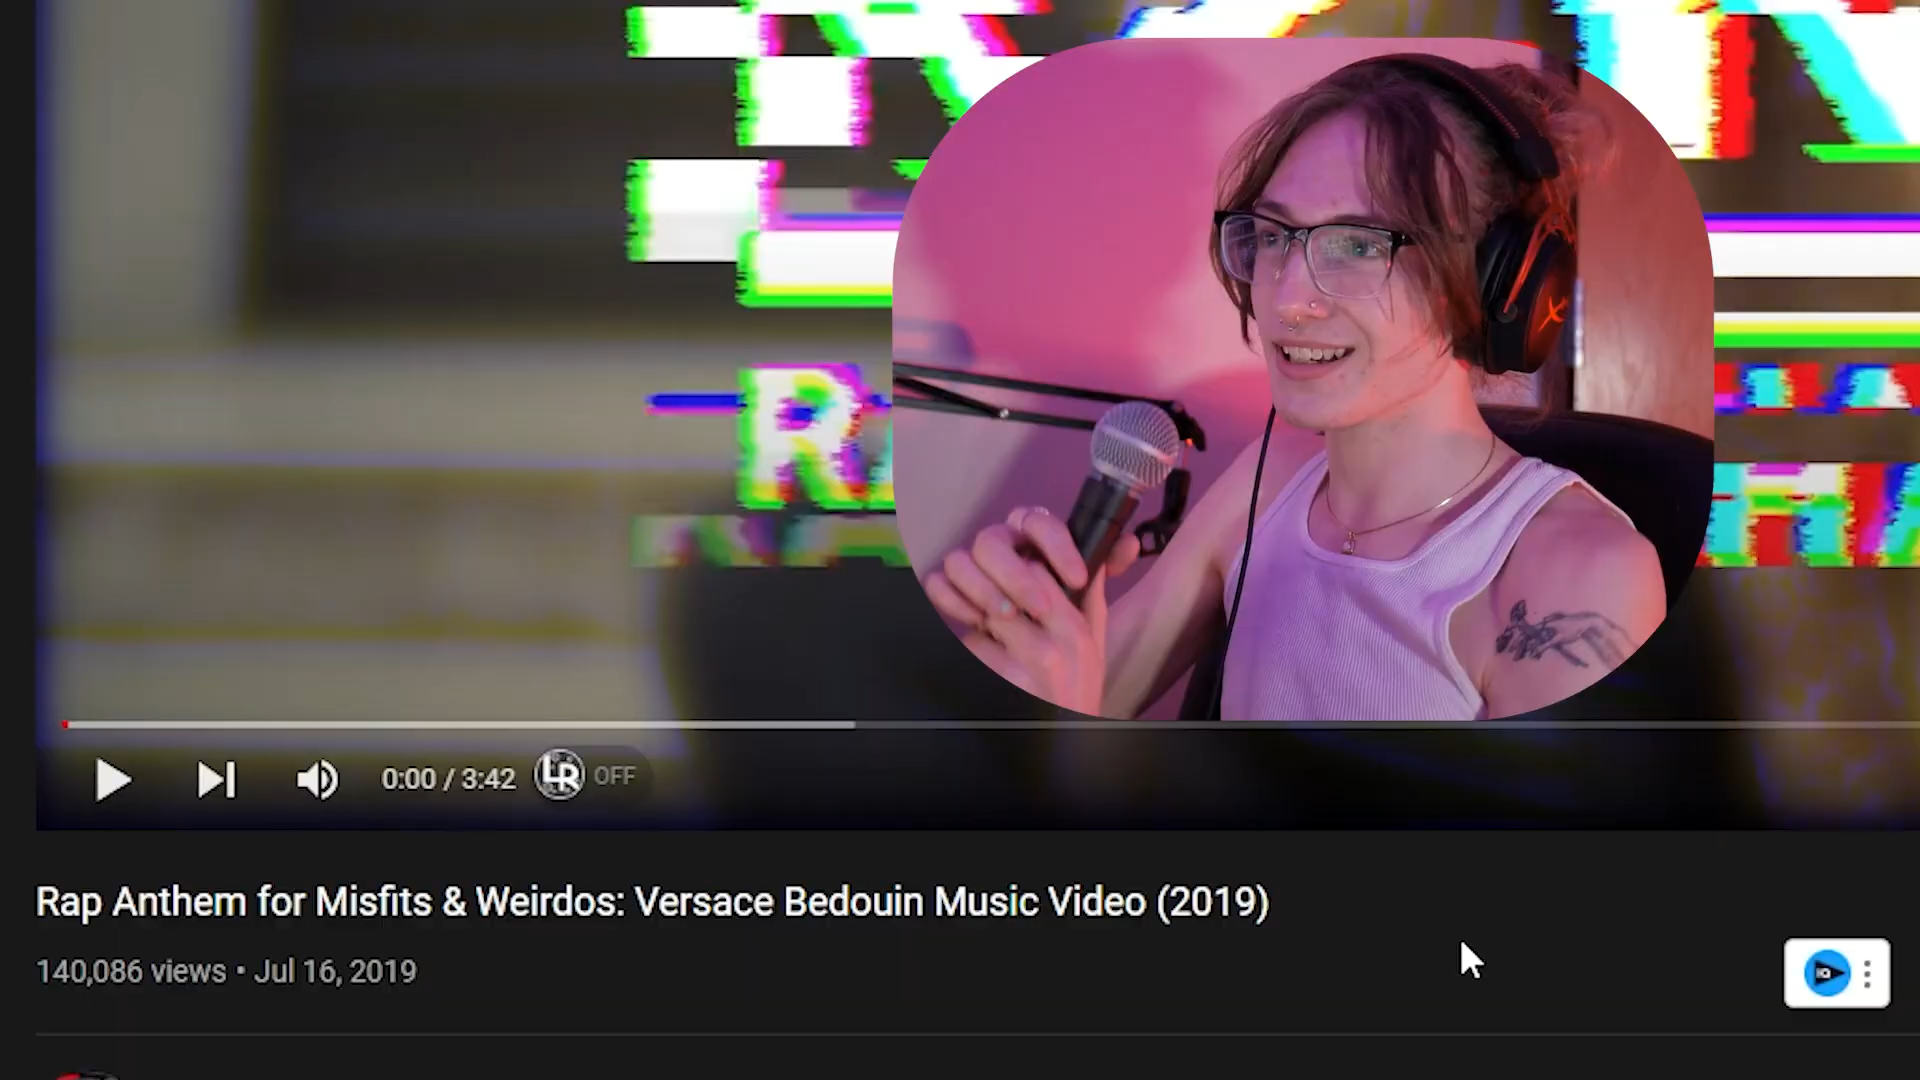 R
0:00 / 3:42
LR OFF
Rap Anthem for Misfits & Weirdos: Versace Bedouin Music Video (2019)
140,086 views • Jul 16, 2019